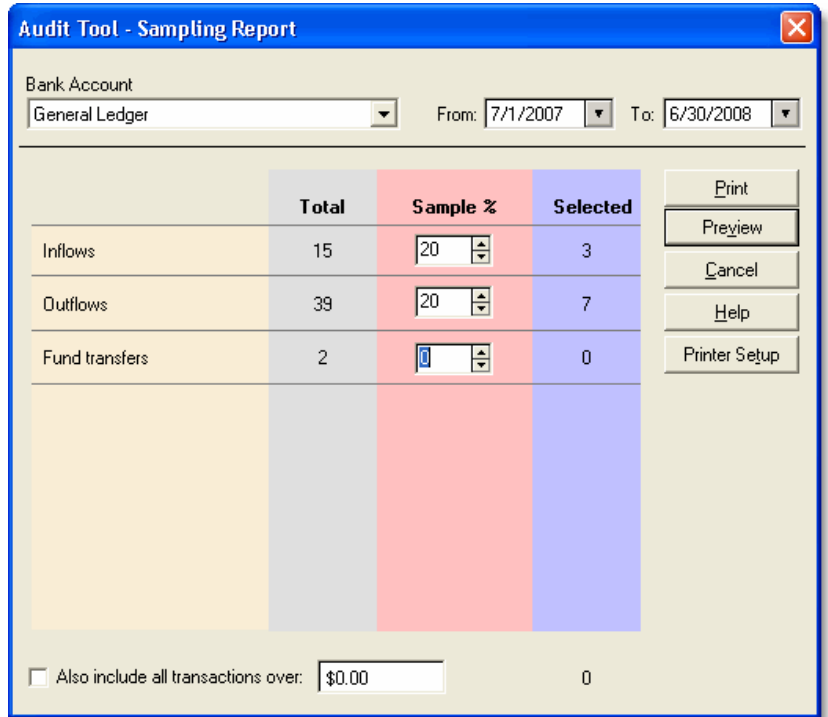 Audit Tool - Sampling Report
Bank Account
General Ledger From: 7/1/2007 To: 6/30/2008
Total Sample % Selected
Inflows 15 20 3
Outflows 39 20 7
Fund transfers 2 0 0
Print
Preview
Cancel
Help
Printer Setup
Also include all transactions over: $0.00 0